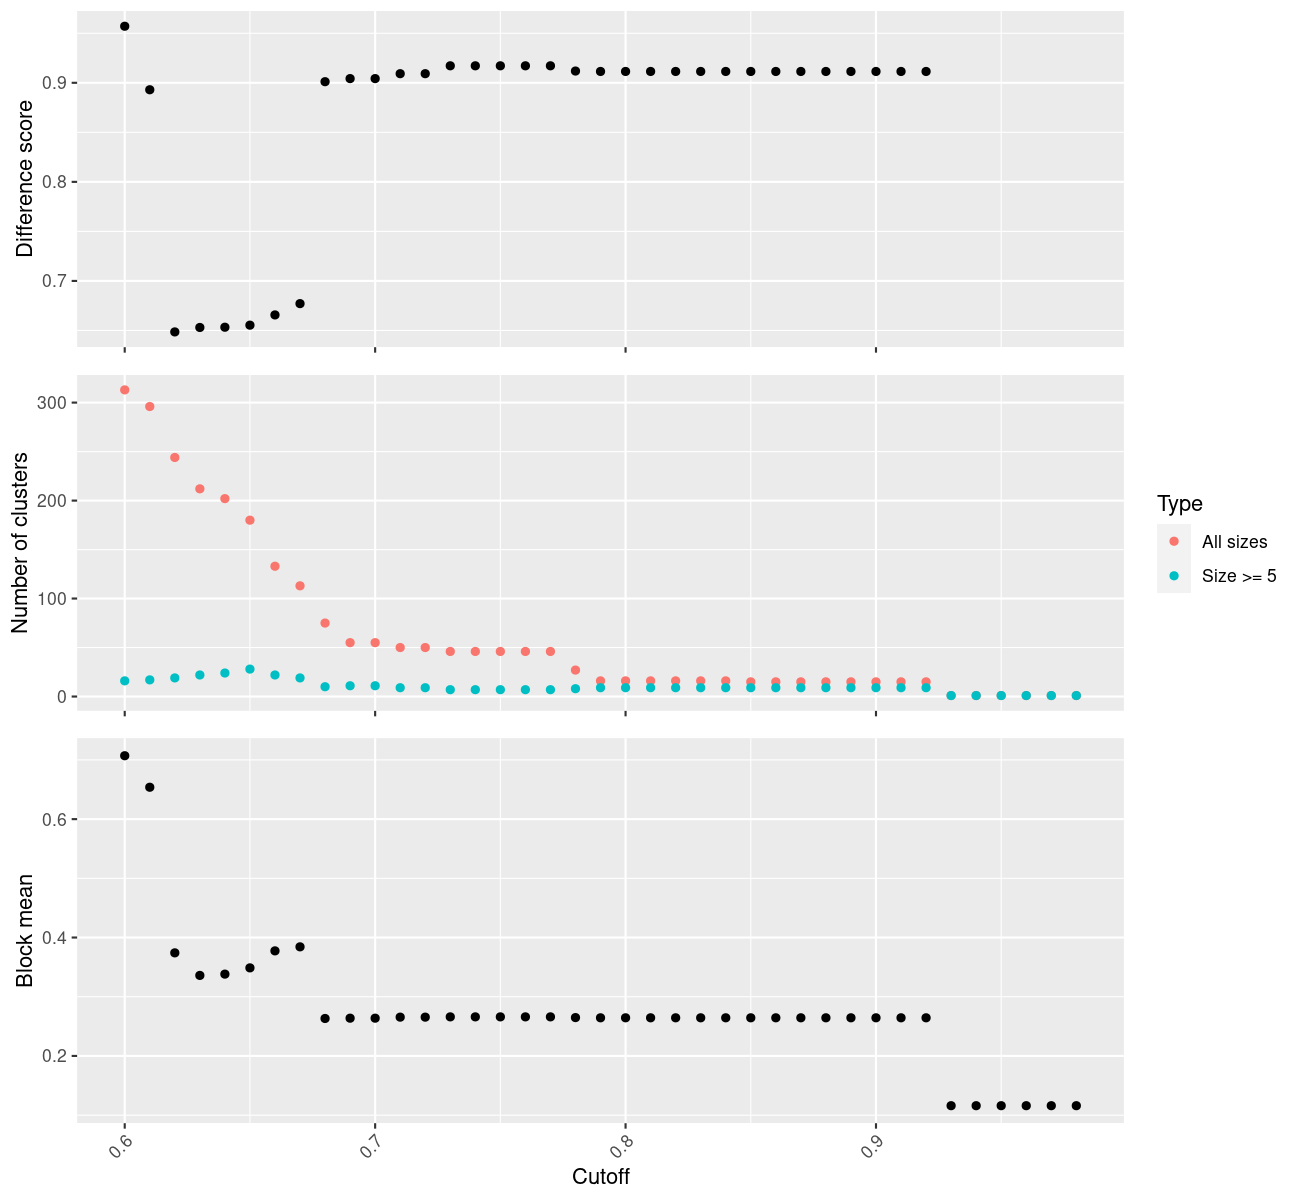 Difference score
0.9
0.8
0.7
Number of clusters
300
200
100
0
Type
All sizes
Size >= 5
Block mean
0.6
0.4
0.2
0.6
0.7
0.8
0.9
Cutoff